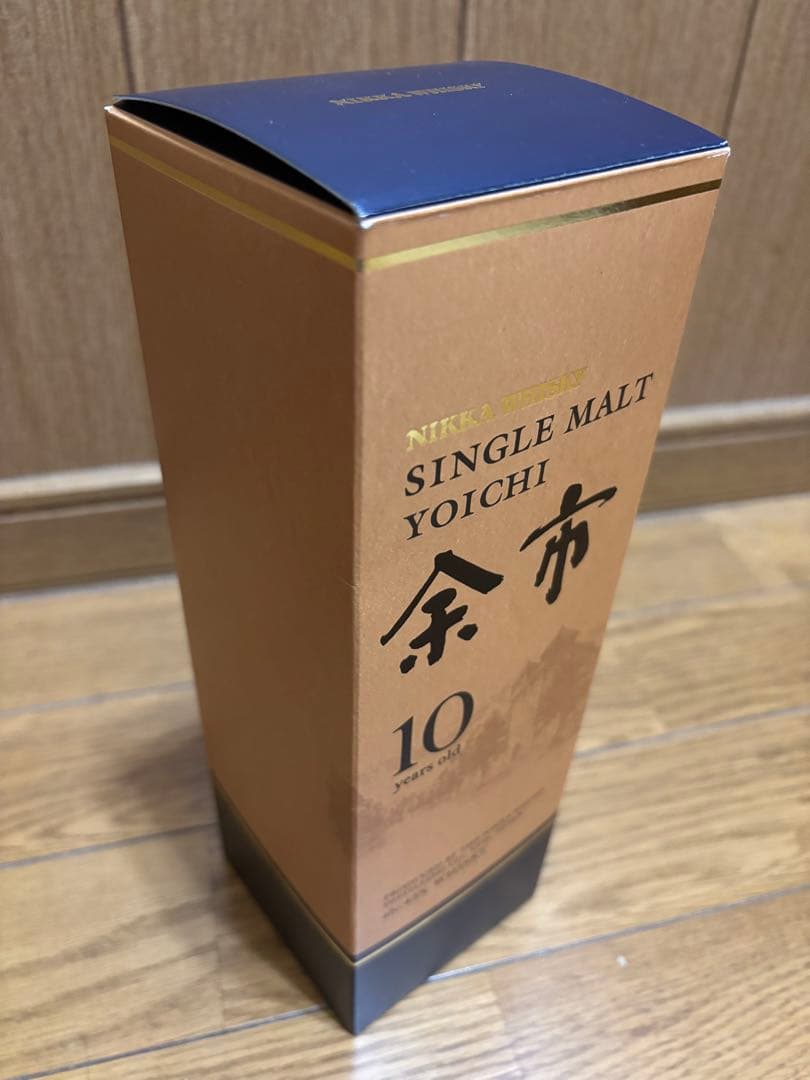 NIKKA WHISKY
NIKKA WHISKY
SINGLE MALT
YOICHI
余市
10
years old